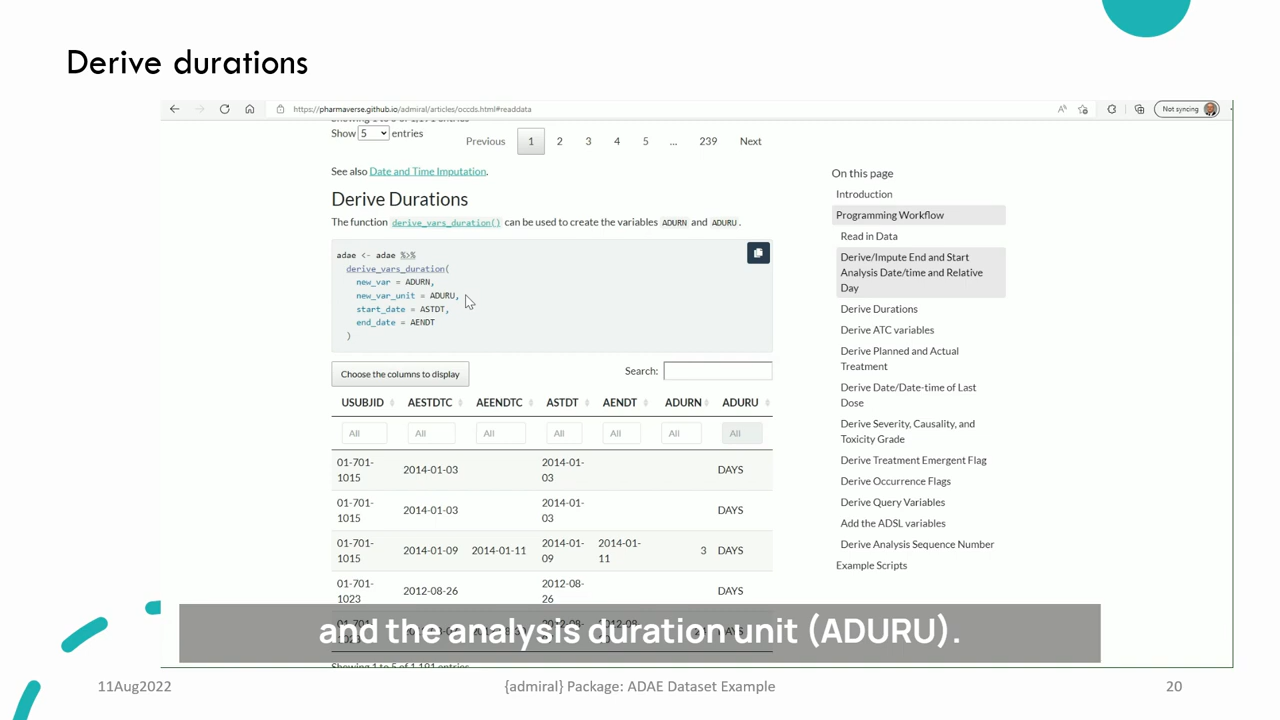 Derive durations
https://pharmaverse.github.io/admiral/articles/occds.html#readdata
Not syncing
Show 5 entries
Previous 1 2 3 4 5 ... 239 Next
See also Date and Time Imputation.
Derive Durations
The function derive_vars_duration() can be used to create the variables ADURN and ADURU.
adae <- adae %>%
derive_vars_duration(
new_var = ADURN,
new_var_unit = ADURU,
start_date = ASTDT,
end_date = AENDT
)
Choose the columns to display
Search:
USUBJID AESTDTC AEENDTC ASTDT AENDT ADURN ADURU
All All All All All All All
01-701-1015 2014-01-03 2014-01-03 DAYS
01-701-1015 2014-01-03 2014-01-03 DAYS
01-701-1015 2014-01-09 2014-01-11 2014-01-09 2014-01-11 3 DAYS
01-701-1023 2012-08-26 2012-08-26 DAYS
On this page
Introduction
Programming Workflow
Read in Data
Derive/Impute End and Start
Analysis Date/time and Relative
Day
Derive Durations
Derive ATC variables
Derive Planned and Actual
Treatment
Derive Date/Date-time of Last
Dose
Derive Severity, Causality, and
Toxicity Grade
Derive Treatment Emergent Flag
Derive Occurrence Flags
Derive Query Variables
Add the ADSL variables
Derive Analysis Sequence Number
Example Scripts
and the analysis duration unit (ADURU).
11Aug2022
{admiral} Package: ADAE Dataset Example
20